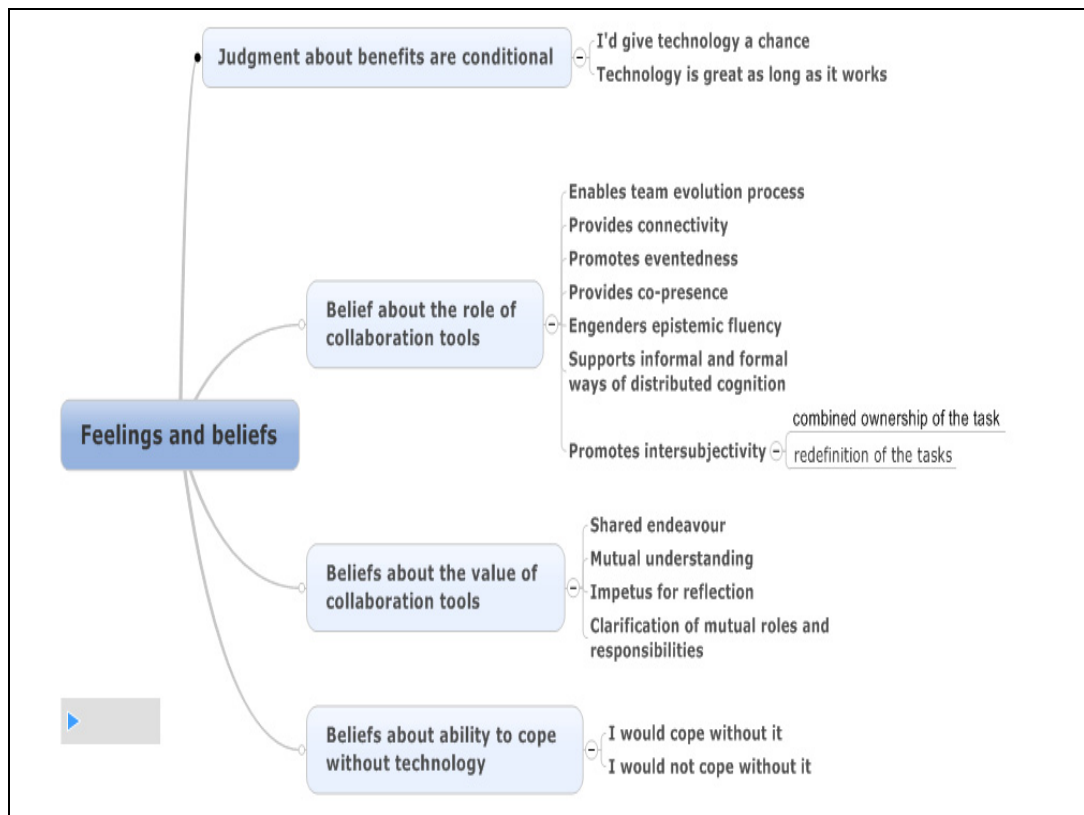 Judgment about benefits are conditional
I'd give technology a chance
Technology is great as long as it works
Feelings and beliefs
Belief about the role of
collaboration tools
Enables team evolution process
Provides connectivity
Promotes eventedness
Provides co-presence
Engenders epistemic fluency
Supports informal and formal
ways of distributed cognition
Promotes intersubjectivity
combined ownership of the task
redefinition of the tasks
Beliefs about the value of
collaboration tools
Shared endeavour
Mutual understanding
Impetus for reflection
Clarification of mutual roles and
responsibilities
Beliefs about ability to cope
without technology
I would cope without it
I would not cope without it